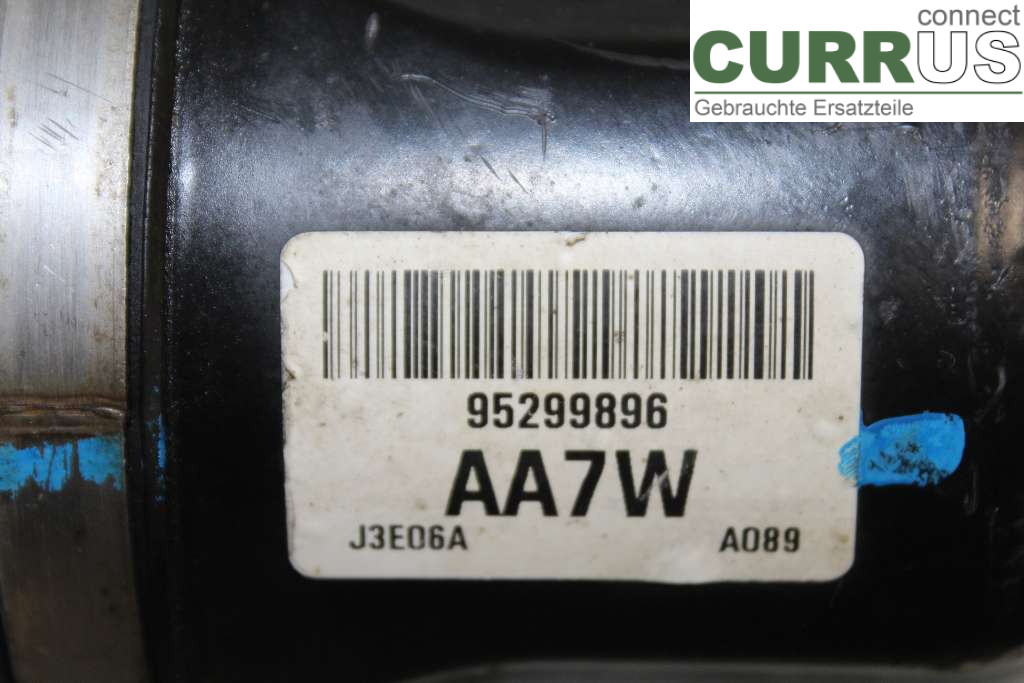 connect
CURRUS
Gebrauchte Ersatzteile
95299896
AA7W
J3E06A A089